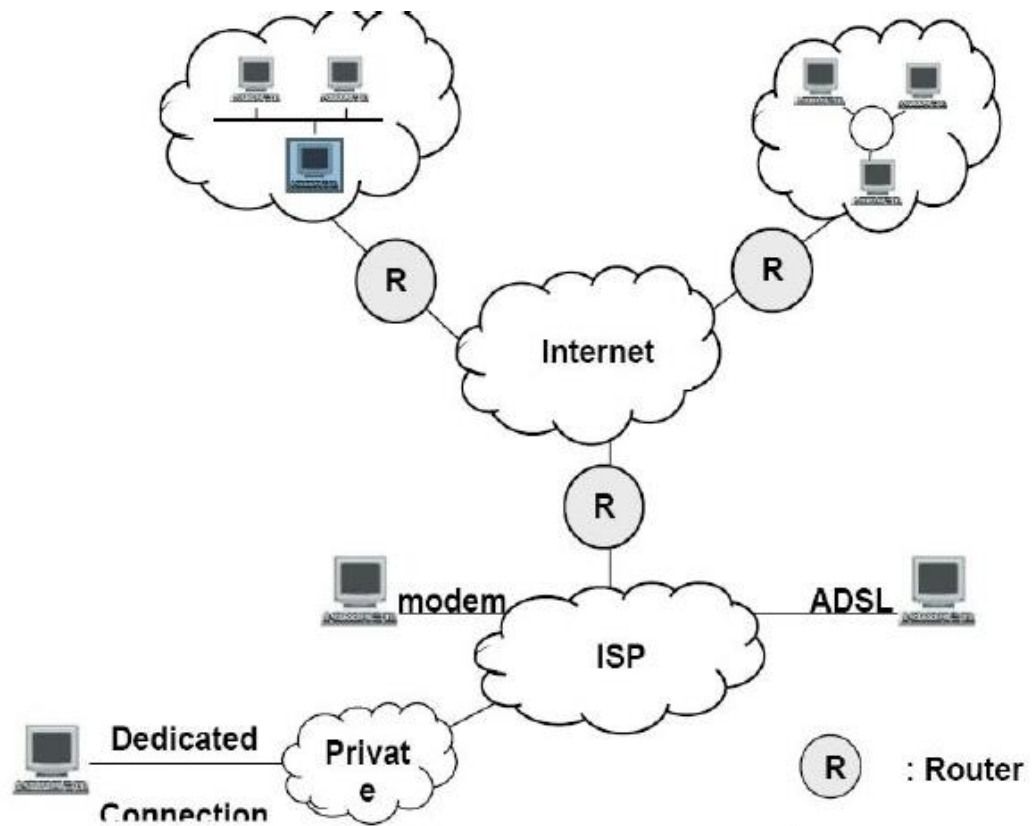 R
R
Internet
R
modem
ADSL
ISP
Dedicated
Privat
e
Connection
R : Router